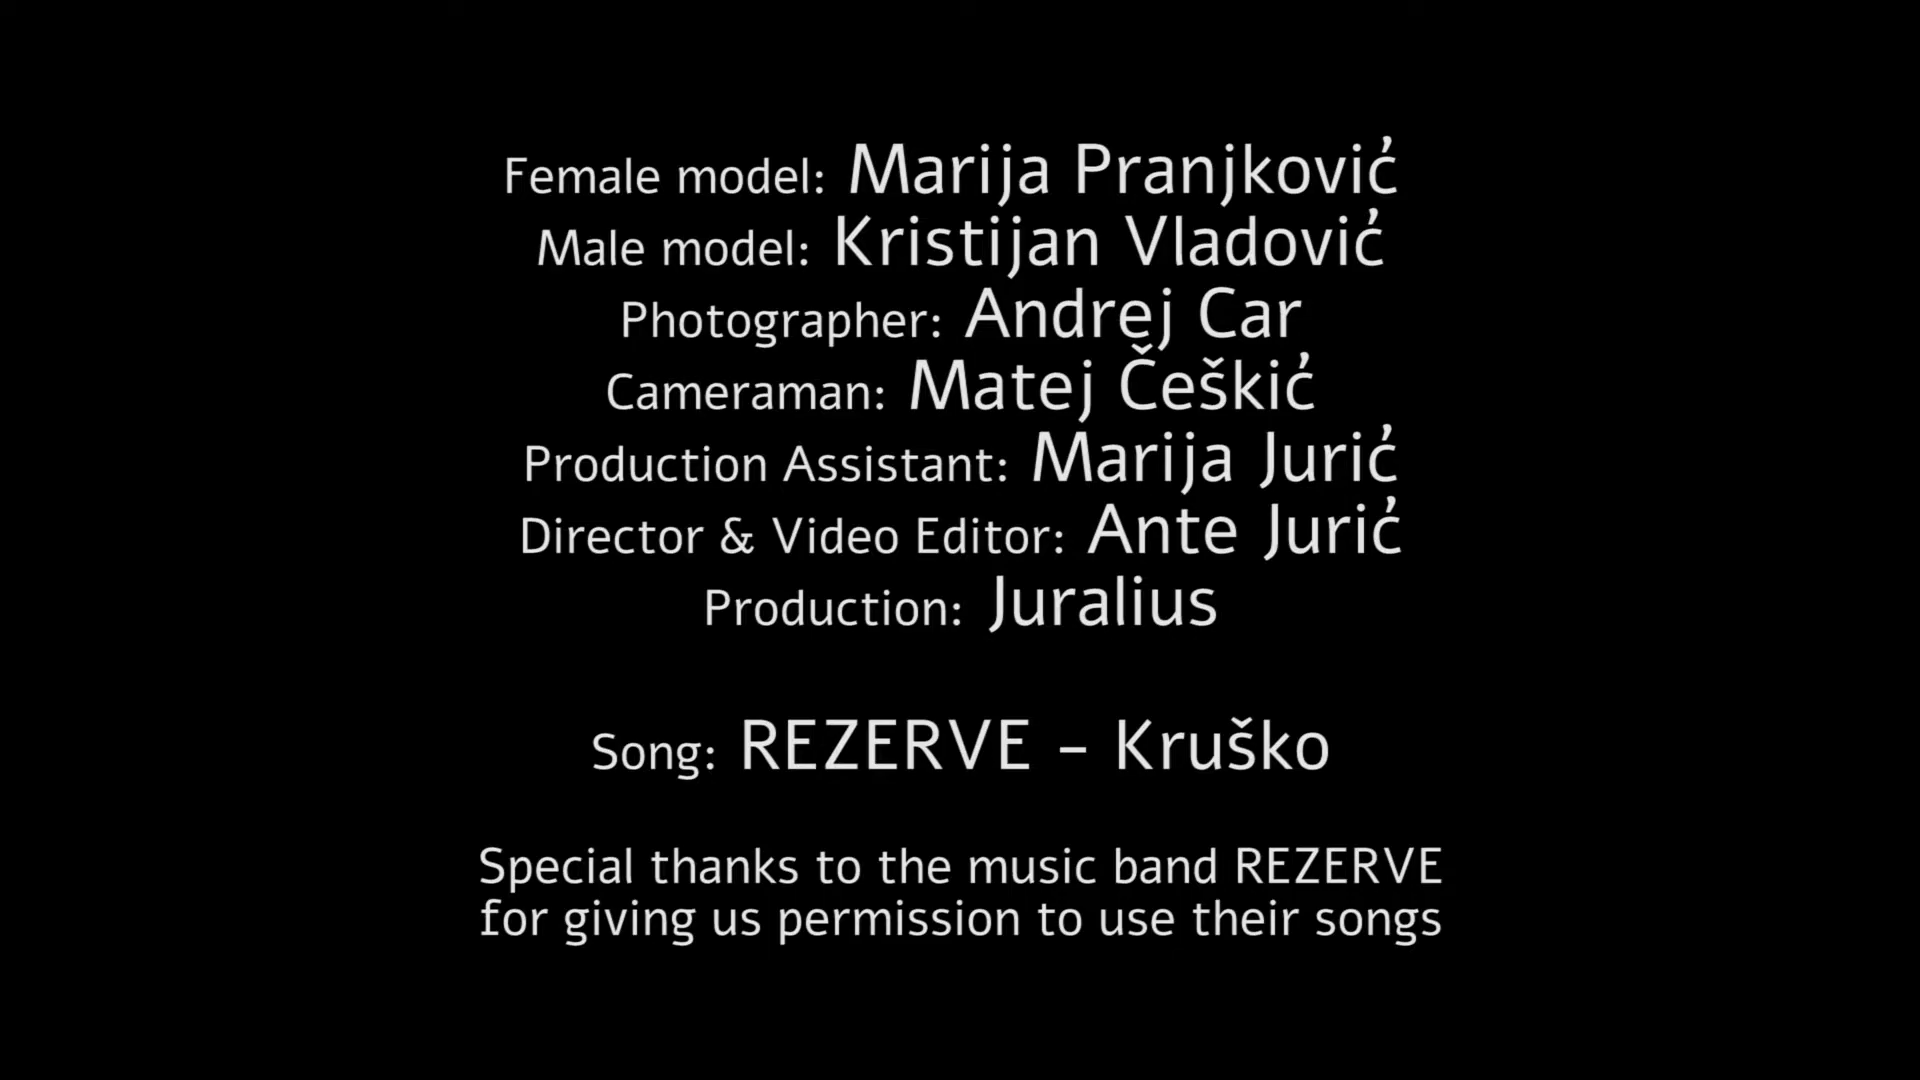 Female model: Marija Pranjković
Male model: Kristijan Vladović
Photographer: Andrej Car
Cameraman: Matej Češkić
Production Assistant: Marija Jurić
Director & Video Editor: Ante Jurić
Production: Juralius
Song: REZERVE – Kruško
Special thanks to the music band REZERVE
for giving us permission to use their songs